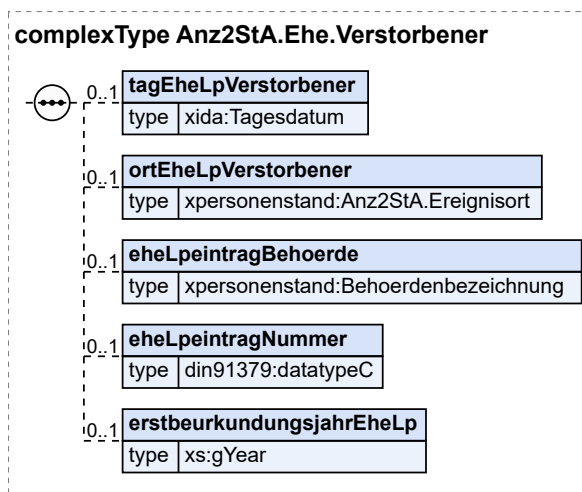 complexType Anz2StA.Ehe.Verstorbener
0..1 tagEheLpVerstorbener
type xida:Tagesdatum
0..1 ortEheLpVerstorbener
type xpersonenstand:Anz2StA.Ereignisort
0..1 eheLpeintragBehoerde
type xpersonenstand:Behoerdenbezeichnung
0..1 eheLpeintragNummer
type din91379:datatypeC
0..1 erstbeurkundungsjahrEheLp
type xs:gYear